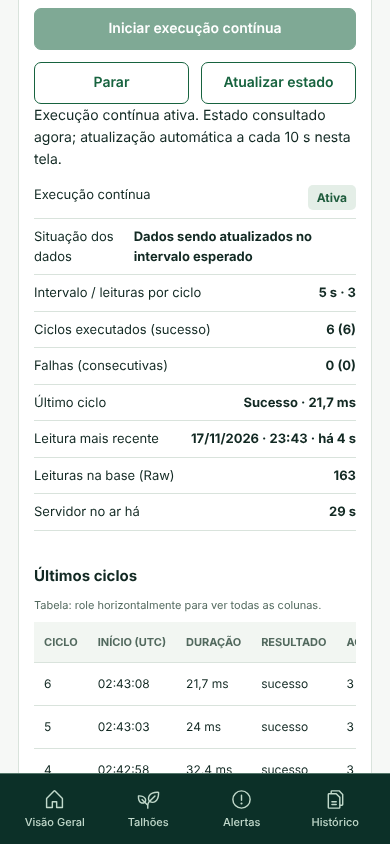 Iniciar execução contínua
Parar
Atualizar estado
Execução contínua ativa. Estado consultado
agora; atualização automática a cada 10 s nesta
tela.
Execução contínua
Ativa
Situação dos
dados
Dados sendo atualizados no
intervalo esperado
Intervalo / leituras por ciclo
5 s · 3
Ciclos executados (sucesso)
6 (6)
Falhas (consecutivas)
0 (0)
Último ciclo
Sucesso · 21,7 ms
Leitura mais recente
17/11/2026 · 23:43 · há 4 s
Leituras na base (Raw)
163
Servidor no ar há
29 s
Últimos ciclos
Tabela: role horizontalmente para ver todas as colunas.
CICLO INÍCIO (UTC) DURAÇÃO RESULTADO
6 02:43:08 21,7 ms sucesso 3
5 02:43:03 24 ms sucesso 3
4 02:42:58 32,4 ms sucesso 3
Visão Geral
Talhões
Alertas
Histórico